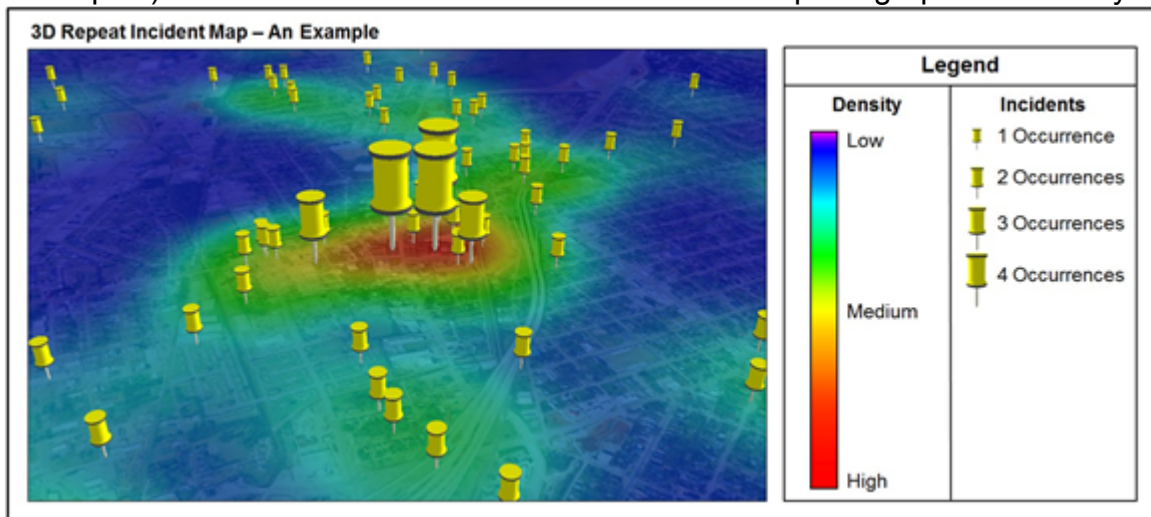 3D Repeat Incident Map – An Example
Legend
Density
Low
Medium
High
Incidents
1 Occurrence
2 Occurrences
3 Occurrences
4 Occurrences